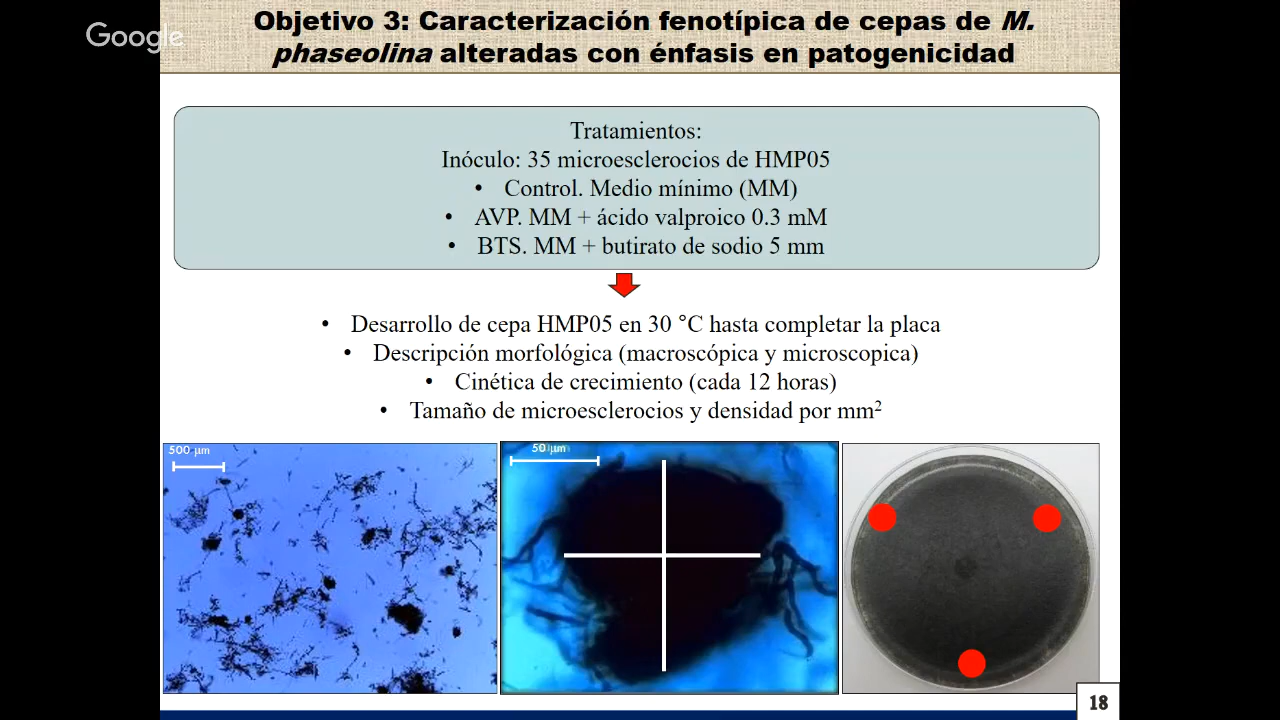 Google
Objetivo 3: Caracterización fenotípica de cepas de M.
phaseolina alteradas con énfasis en patogenicidad
Tratamientos:
Inóculo: 35 microesclerocios de HMP05
• Control. Medio mínimo (MM)
• AVP. MM + ácido valproico 0.3 mM
• BTS. MM + butirato de sodio 5 mm
• Desarrollo de cepa HMP05 en 30 °C hasta completar la placa
• Descripción morfológica (macroscópica y microscopica)
• Cinética de crecimiento (cada 12 horas)
• Tamaño de microesclerocios y densidad por mm²
500 µm
50 µm
18